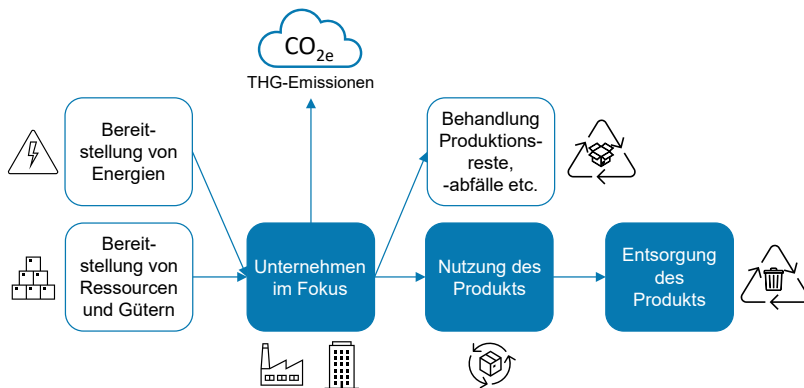 CO2e
THG-Emissionen
Bereit-
stellung von
Energien
Behandlung
Produktions-
reste,
-abfälle etc.
Bereit-
stellung von
Ressourcen
und Gütern
Unternehmen
im Fokus
Nutzung des
Produkts
Entsorgung
des
Produkts